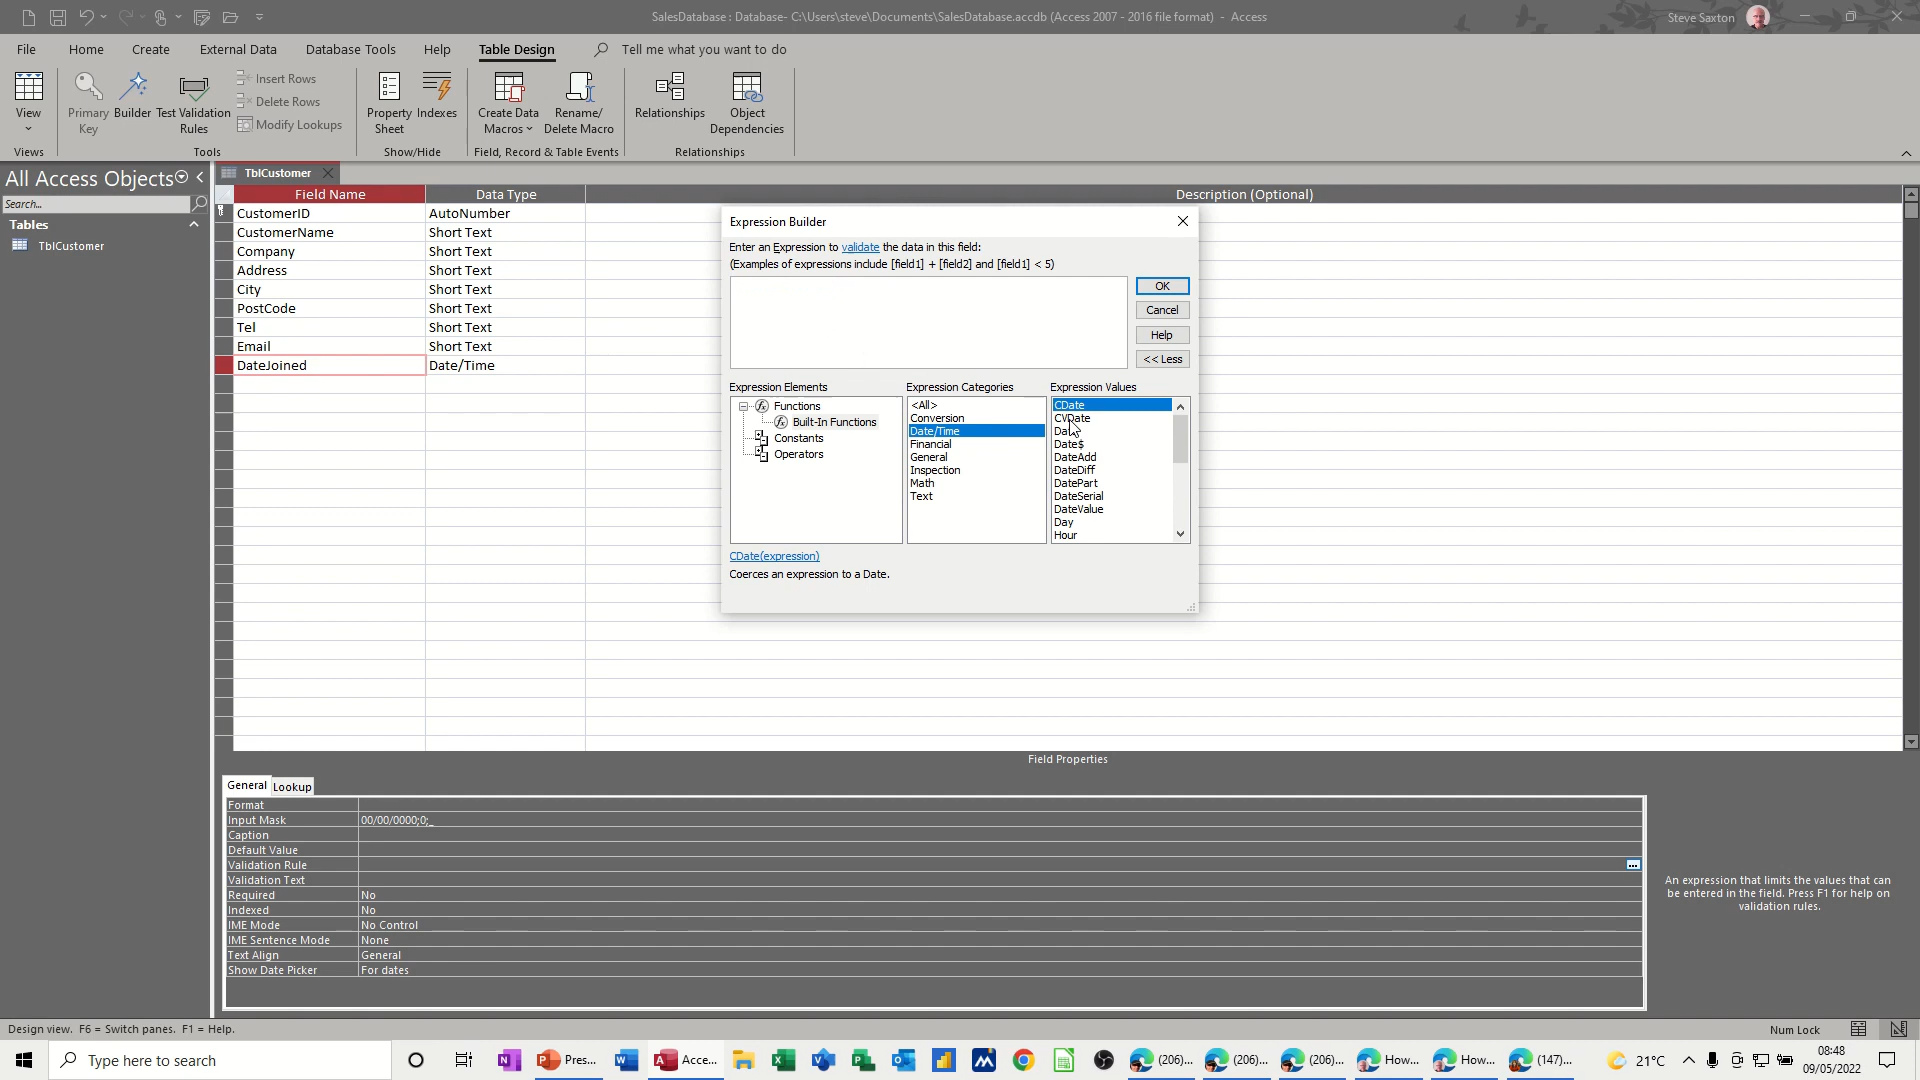 SalesDatabase : Database- C:\Users\steve\Documents\SalesDatabase.accdb (Access 2007 - 2016 file format) - Access
Steve Saxton
File Home Create External Data Database Tools Help Table Design Tell me what you want to do
View
Primary Key
Builder
Test Validation Rules
Insert Rows
Delete Rows
Modify Lookups
Property Sheet
Indexes
Create Data Macros
Rename/ Delete Macro
Relationships
Object Dependencies
Views Tools Show/Hide Field, Record & Table Events Relationships
All Access Objects
Search...
Tables
TblCustomer
TblCustomer
Field Name Data Type Description (Optional)
CustomerID AutoNumber
CustomerName Short Text
Company Short Text
Address Short Text
City Short Text
PostCode Short Text
Tel Short Text
Email Short Text
DateJoined Date/Time
Expression Builder
Enter an Expression to validate the data in this field:
(Examples of expressions include [field1] + [field2] and [field1] < 5)
OK
Cancel
Help
<< Less
Expression Elements
Functions
Built-In Functions
Constants
Operators
Expression Categories
<All>
Conversion
Date/Time
Financial
General
Inspection
Math
Text
Expression Values
CDate
CVDate
Date$
DateAdd
DateDiff
DatePart
DateSerial
DateValue
Day
Hour
CDate(expression)
Coerces an expression to a Date.
Field Properties
General Lookup
Format
Input Mask 00/00/0000;0;_
Caption
Default Value
Validation Rule ...
Validation Text
Required No
Indexed No
IME Mode No Control
IME Sentence Mode None
Text Align General
Show Date Picker For dates
An expression that limits the values that can
be entered in the field. Press F1 for help on
validation rules.
Design view. F6 = Switch panes. F1 = Help.
Num Lock
Type here to search
Pres...
Acce...
(206)...
(206)...
(206)...
How...
How...
(147)...
21°C
08:48
09/05/2022